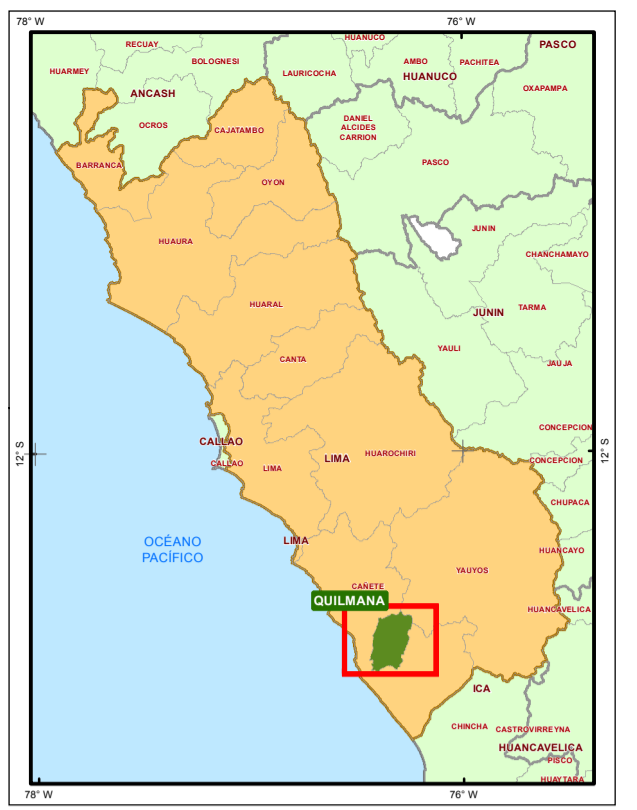 78° W
76° W
HUANUCO
RECUAY
PASCO
BOLOGNESI
AMBO
PACHITEA
HUARMEY
LAURICOCHA
HUANUCO
OXAPAMPA
ANCASH
DANIEL
ALCIDES
CARRION
OCROS
CAJATAMBO
BARRANCA
PASCO
OYON
JUNIN
HUAURA
CHANCHAMAYO
HUARAL
TARMA
JUNIN
YAULI
CANTA
JAUJA
CONCEPCION
CALLAO
12° S
12° S
HUAROCHIRI
LIMA
CONCEPCION
CALLAO
LIMA
CHUPACA
LIMA
OCÉANO
PACÍFICO
HUANCAYO
YAUYOS
CAÑETE
QUILMANA
HUANCAVELICA
ICA
CHINCHA
CASTROVIRREYNA
HUANCAVELICA
PISCO
HUAYTARA
78° W
76° W